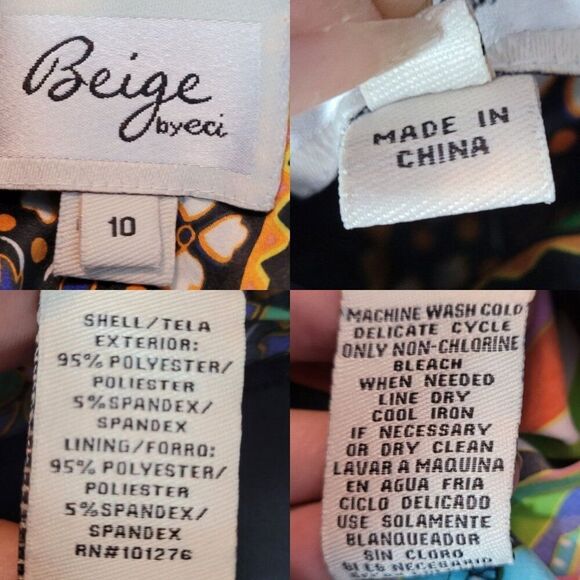 Beige
byeci
10
MADE IN
CHINA
SHELL/TELA
EXTERIOR:
95% POLYESTER/
POLIESTER
5%SPANDEX/
SPANDEX
LINING/FORRO:
95% POLYESTER/
POLIESTER
5%SPANDEX/
SPANDEX
RN#101276
MACHINE WASH COLD
DELICATE CYCLE
ONLY NON-CHLORINE
BLEACH
WHEN NEEDED
LINE DRY
COOL IRON
IF NECESSARY
OR DRY CLEAN
LAVAR A MAQUINA
EN AGUA FRIA
CICLO DELICADO
USE SOLAMENTE
BLANQUEADOR
SIN CLORO
SI ES NECESARIO